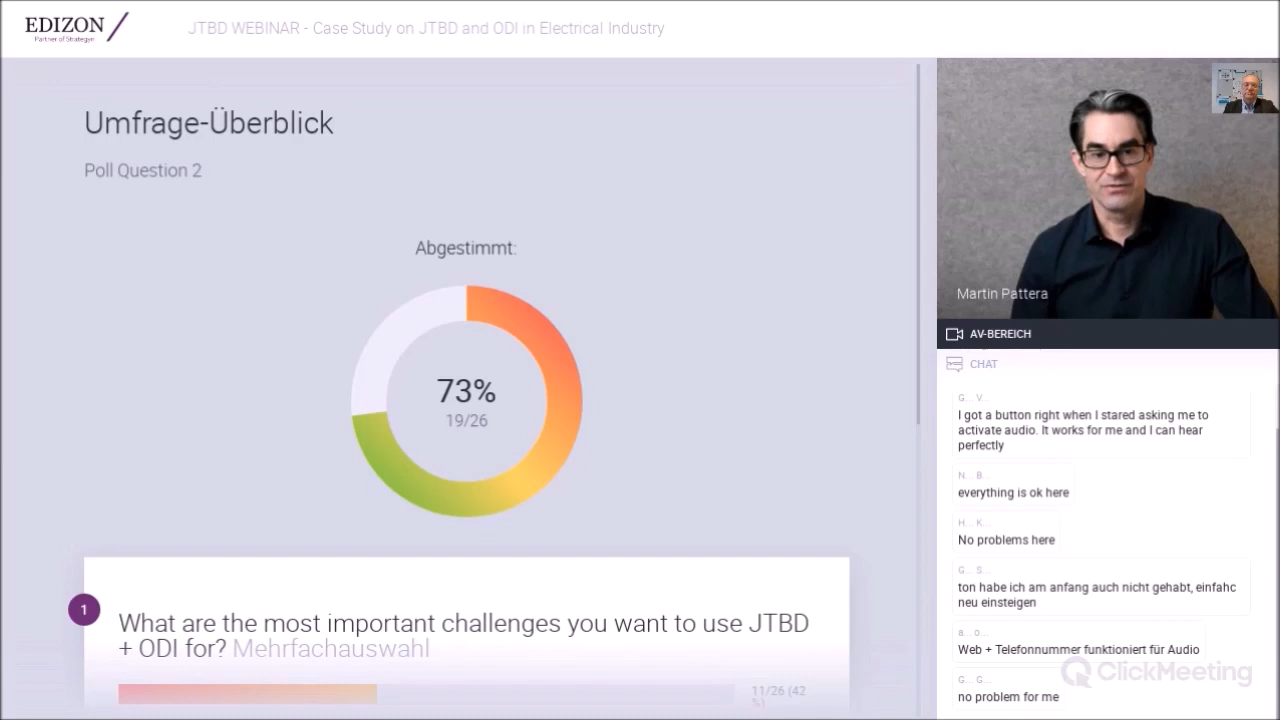 EDIZON
Partner of Strategyn
JTBD WEBINAR - Case Study on JTBD and ODI in Electrical Industry
Umfrage-Überblick
Poll Question 2
Abgestimmt:
73%
19/26
1
What are the most important challenges you want to use JTBD
+ ODI for? Mehrfachauswahl
11/26 (42
%)
Martin Pattera
AV-BEREICH
CHAT
G... V...
I got a button right when I stared asking me to
activate audio. It works for me and I can hear
perfectly
N... B...
everything is ok here
H... K...
No problems here
G... S...
ton habe ich am anfang auch nicht gehabt, einfahc
neu einsteigen
a... o...
Web + Telefonnummer funktioniert für Audio
G... G...
no problem for me
ClickMeeting